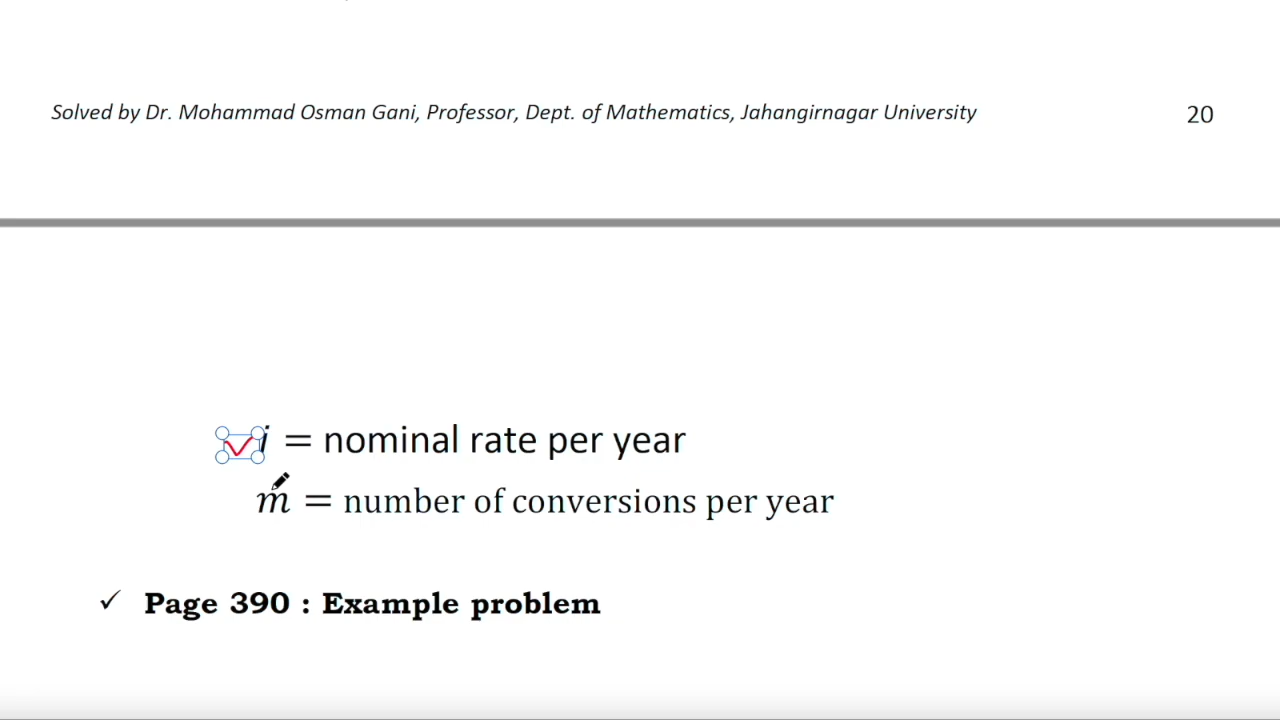 Solved by Dr. Mohammad Osman Gani, Professor, Dept. of Mathematics, Jahangirnagar University 20
= nominal rate per year
m = number of conversions per year
✓ Page 390 : Example problem